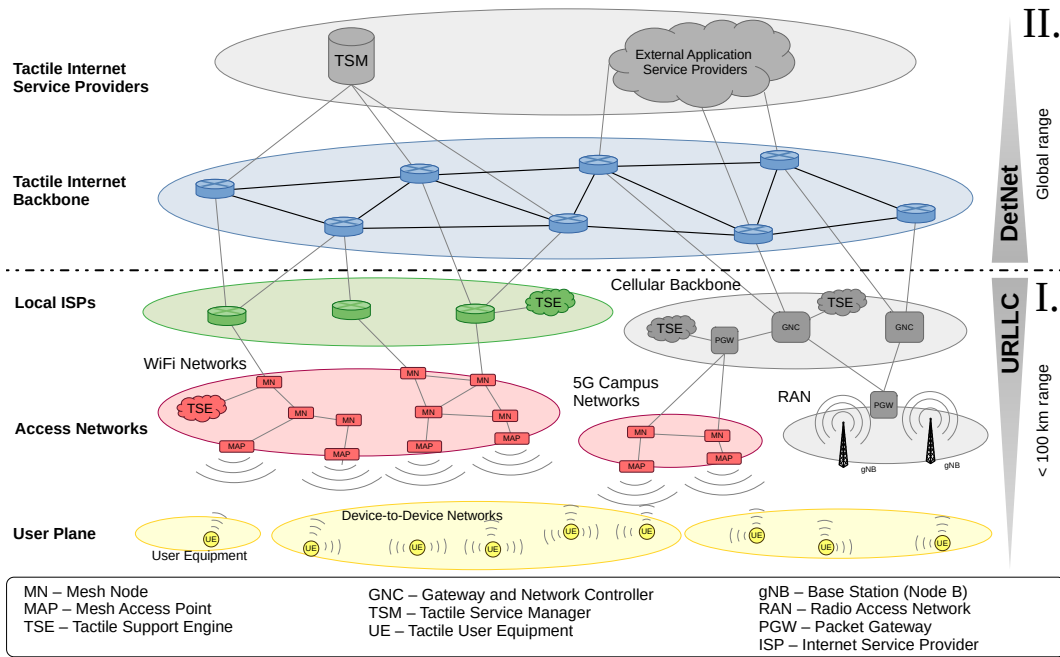 II.
Tactile Internet
Service Providers
TSM
External Application
Service Providers
Global range
DetNet
Tactile Internet
Backbone
I.
URLLC
< 100 km range
Local ISPs
TSE
Cellular Backbone
TSE
TSE
GNC
GNC
PGW
WiFi Networks
5G Campus
Networks
RAN
Access Networks
TSE
MN
MN
MN
MN
MN
MN
MN
MAP
MAP
MAP
MAP
MN
MN
MAP
MAP
PGW
gNB
gNB
User Plane
Device-to-Device Networks
User Equipment
UE
UE
UE
UE
UE
UE
UE
UE
UE
MN – Mesh Node
MAP – Mesh Access Point
TSE – Tactile Support Engine
GNC – Gateway and Network Controller
TSM – Tactile Service Manager
UE – Tactile User Equipment
gNB – Base Station (Node B)
RAN – Radio Access Network
PGW – Packet Gateway
ISP – Internet Service Provider